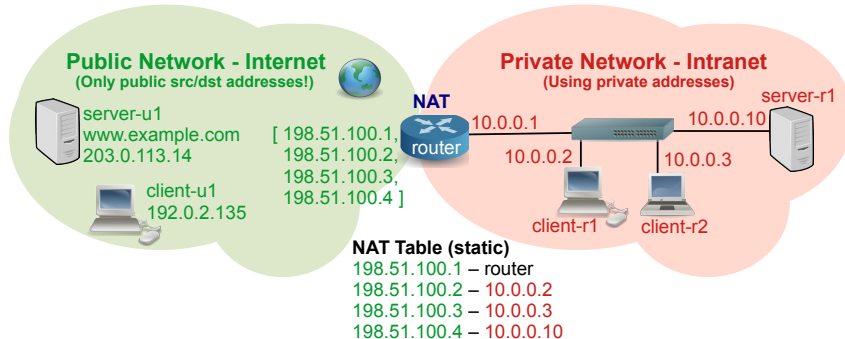 Public Network - Internet
(Only public src/dst addresses!)
server-u1
www.example.com
203.0.113.14
client-u1
192.0.2.135
[ 198.51.100.1,
198.51.100.2,
198.51.100.3,
198.51.100.4 ]
NAT
router
Private Network - Intranet
(Using private addresses)
server-r1
10.0.0.1
10.0.0.10
10.0.0.2
10.0.0.3
client-r1
client-r2
NAT Table (static)
198.51.100.1 – router
198.51.100.2 – 10.0.0.2
198.51.100.3 – 10.0.0.3
198.51.100.4 – 10.0.0.10